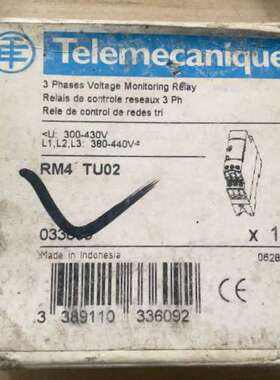 Telemecanique
3 Phases Voltage Monitoring Relay
Relais de controle reseaux 3 Ph
Rele de control de redes tri
<U: 300-430V
L1,L2,L3: 380-440V
RM4 TU02
x 1
Made in Indonesia
0628
CE
3 389110 336092